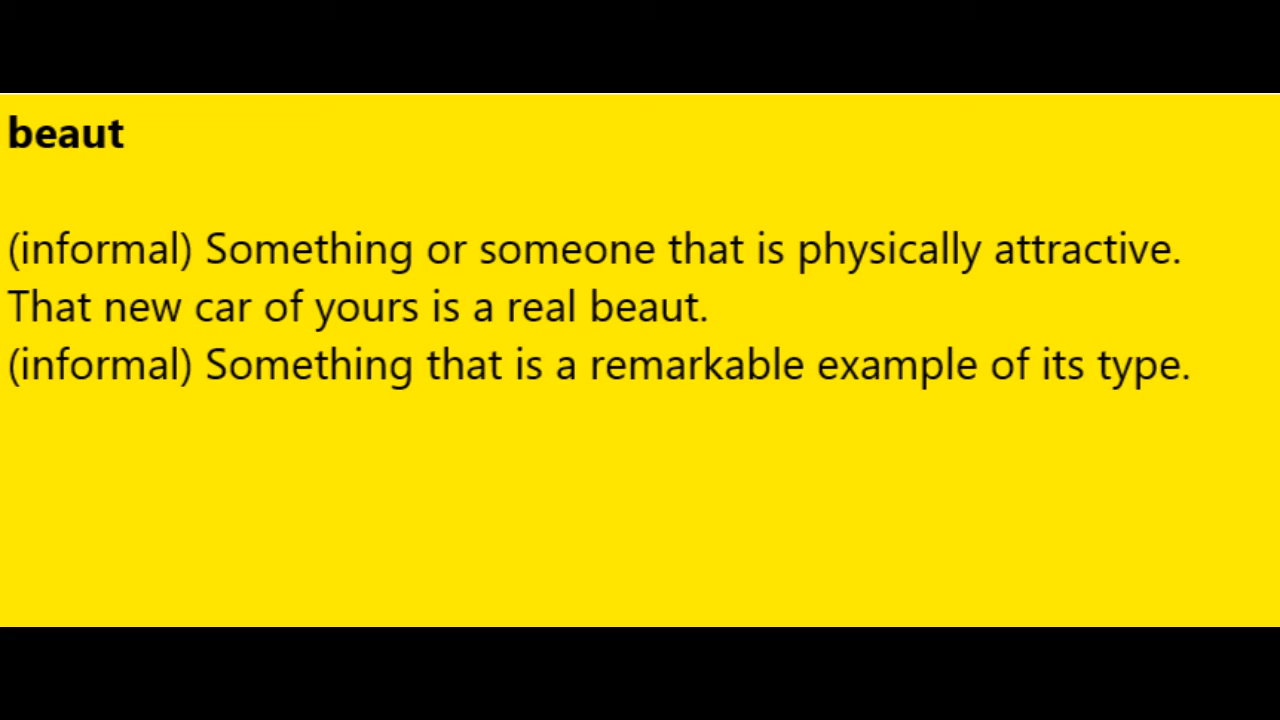 beaut
(informal) Something or someone that is physically attractive.
That new car of yours is a real beaut.
(informal) Something that is a remarkable example of its type.